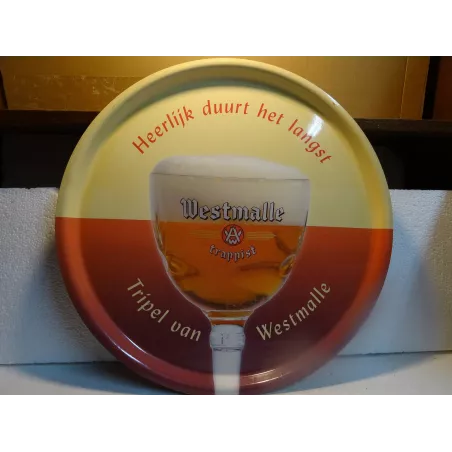 Heerlijk duurt het langst
Westmalle
trappist
Tripel van Westmalle